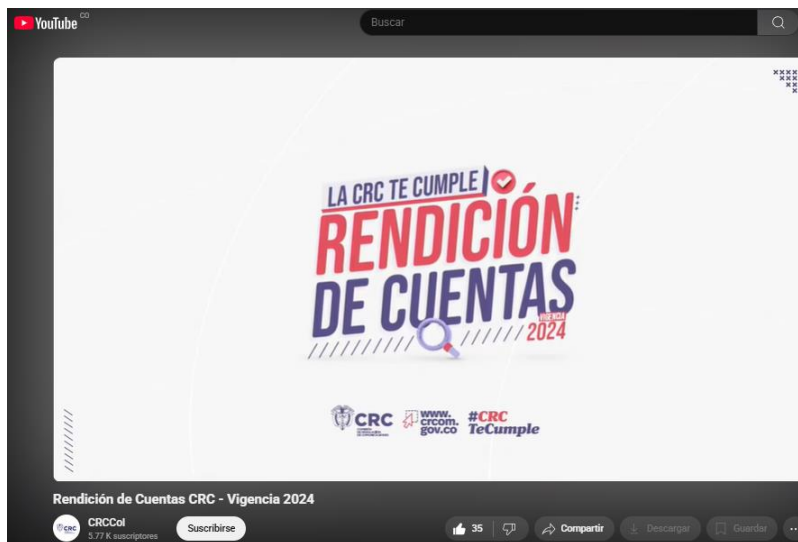 YouTube CO
Buscar
LA CRC TE CUMPLE
RENDICIÓN
DE CUENTAS
VIGENCIA
2024
CRC
www.
crcom.
gov.co
#CRC
TeCumple
Rendición de Cuentas CRC - Vigencia 2024
CRC
CRCCol
5.77 K suscriptores
Suscribirse
35
Compartir
Descargar
Guardar